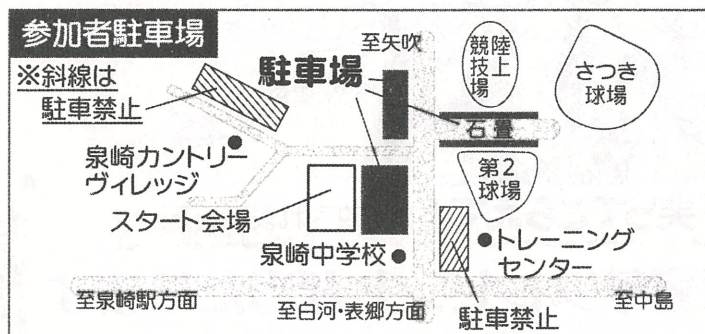 参加者駐車場
※斜線は
駐車禁止
至矢吹
駐車場
陸上
競技場
さつき
球場
石畳
第2
球場
泉崎カントリー
ヴィレッジ
スタート会場
泉崎中学校
トレーニング
センター
駐車禁止
至泉崎駅方面
至白河・表郷方面
至中島